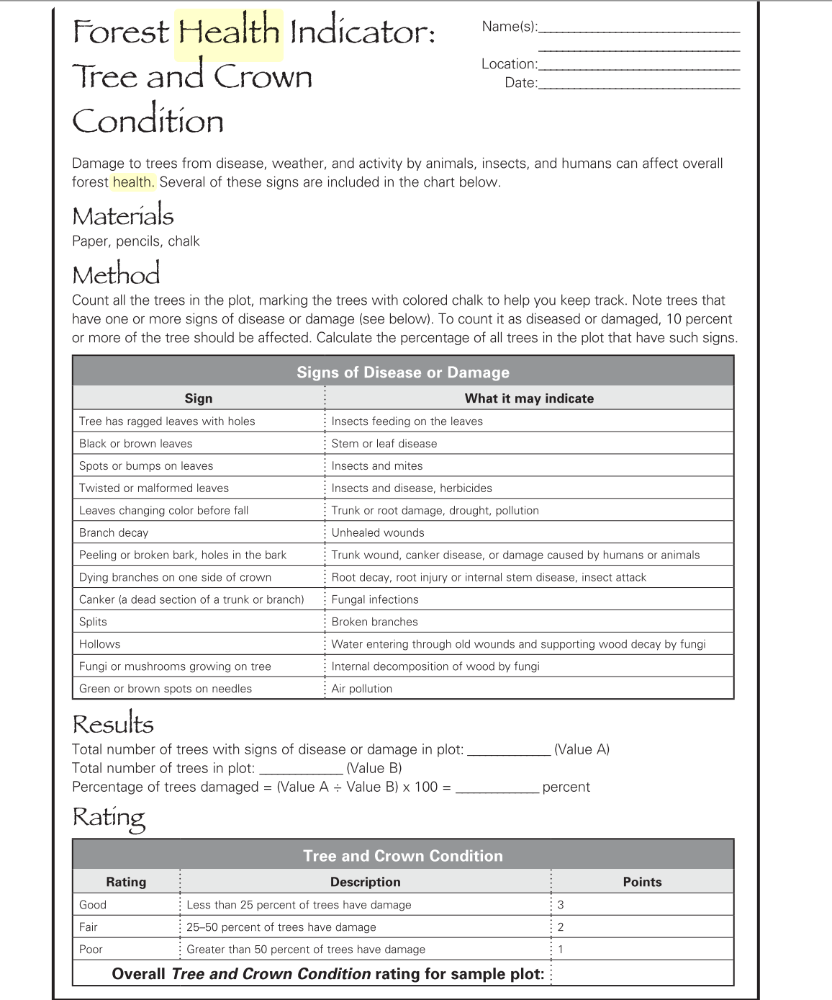 Forest Health Indicator:
Tree and Crown
Condition
Name(s):
Location:
Date:
Damage to trees from disease, weather, and activity by animals, insects, and humans can affect overall
forest health. Several of these signs are included in the chart below.
Materials
Paper, pencils, chalk
Method
Count all the trees in the plot, marking the trees with colored chalk to help you keep track. Note trees that
have one or more signs of disease or damage (see below). To count it as diseased or damaged, 10 percent
or more of the tree should be affected. Calculate the percentage of all trees in the plot that have such signs.
Signs of Disease or Damage
Sign What it may indicate
Tree has ragged leaves with holes Insects feeding on the leaves
Black or brown leaves Stem or leaf disease
Spots or bumps on leaves Insects and mites
Twisted or malformed leaves Insects and disease, herbicides
Leaves changing color before fall Trunk or root damage, drought, pollution
Branch decay Unhealed wounds
Peeling or broken bark, holes in the bark Trunk wound, canker disease, or damage caused by humans or animals
Dying branches on one side of crown Root decay, root injury or internal stem disease, insect attack
Canker (a dead section of a trunk or branch) Fungal infections
Splits Broken branches
Hollows Water entering through old wounds and supporting wood decay by fungi
Fungi or mushrooms growing on tree Internal decomposition of wood by fungi
Green or brown spots on needles Air pollution
Results
Total number of trees with signs of disease or damage in plot: ____________ (Value A)
Total number of trees in plot: ____________ (Value B)
Percentage of trees damaged = (Value A ÷ Value B) x 100 = ____________ percent
Rating
Tree and Crown Condition
Rating Description Points
Good Less than 25 percent of trees have damage 3
Fair 25–50 percent of trees have damage 2
Poor Greater than 50 percent of trees have damage 1
Overall Tree and Crown Condition rating for sample plot: